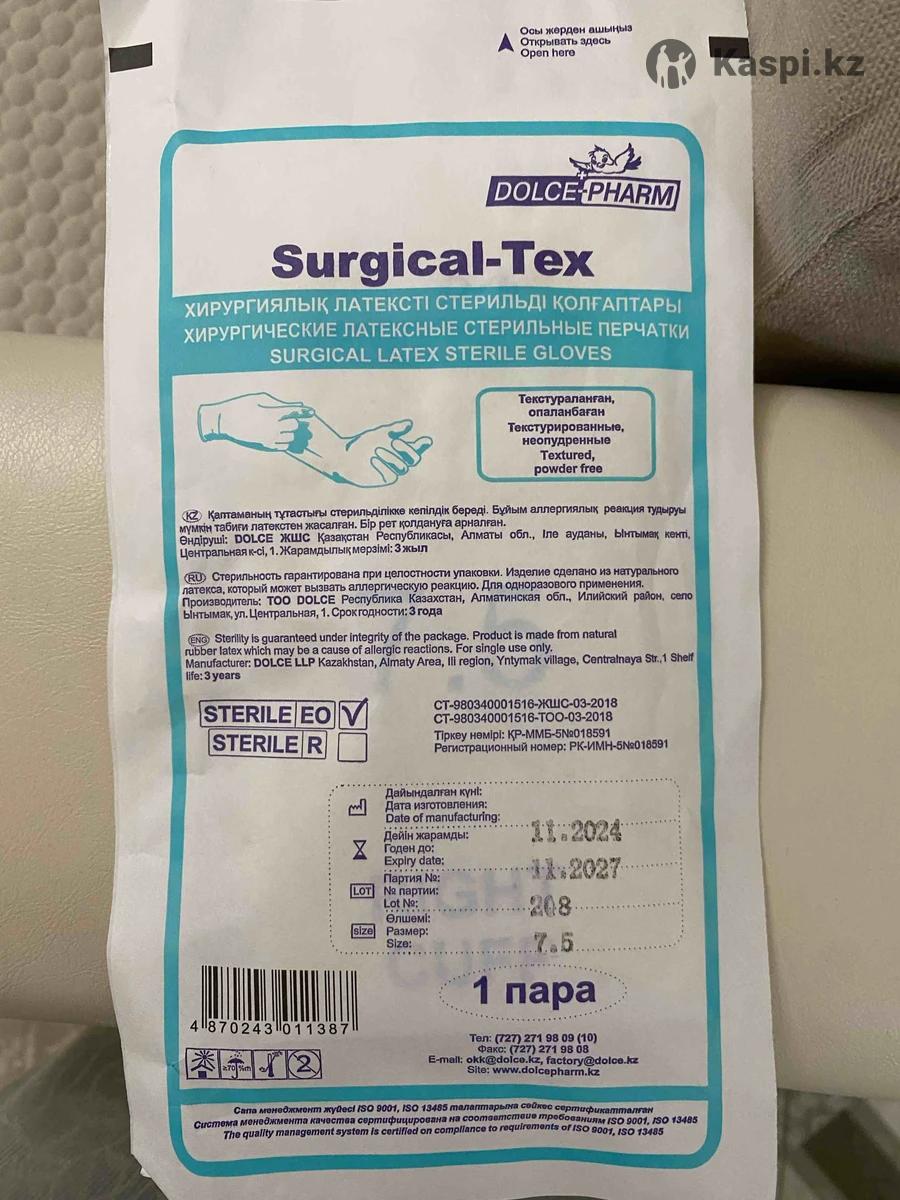 Осы жерден ашыңыз
Открывать здесь
Open here
Kaspi.kz
DOLCE-PHARM
Surgical-Tex
ХИРУРГИЯЛЫҚ ЛАТЕКСТІ СТЕРИЛЬДІ ҚОЛҒАПТАРЫ
ХИРУРГИЧЕСКИЕ ЛАТЕКСНЫЕ СТЕРИЛЬНЫЕ ПЕРЧАТКИ
SURGICAL LATEX STERILE GLOVES
Текстураланған,
опаланбаған
Текстурированные,
неопудренные
Textured,
powder free
KZ Қаптаманың тұтастығы стерильділікке кепілдік береді. Бұйым аллергиялық реакция тудыруы
мүмкін табиғи латекстен жасалған. Бір рет қолдануға арналған.
Өндіруші: DOLCE ЖШС Қазақстан Республикасы, Алматы обл., Іле ауданы, Ынтымақ кенті,
Центральная к-сі, 1. Жарамдылық мерзімі: 3 жыл
RU Стерильность гарантирована при целостности упаковки. Изделие сделано из натурального
латекса, который может вызвать аллергическую реакцию. Для одноразового применения.
Производитель: ТОО DOLCE Республика Казахстан, Алматинская обл., Илийский район, село
Ынтымақ, ул. Центральная, 1. Срок годности: 3 года
ENG Sterility is guaranteed under integrity of the package. Product is made from natural
rubber latex which may be a cause of allergic reactions. For single use only.
Manufacturer: DOLCE LLP Kazakhstan, Almaty Area, Ili region, Yntymak village, Centralnaya Str.,1 Shelf
life: 3 years
STERILE EO
STERILE R
СТ-980340001516-ЖШС-03-2018
СТ-980340001516-ТОО-03-2018
Тіркеу нөмірі: ҚР-ММБ-5№018591
Регистрационный номер: РК-ИМН-5№018591
Дайындалған күні:
Дата изготовления:
Date of manufacturing: 11.2024
Дейін жарамды:
Годен до:
Expiry date: 11.2027
Партия №:
LOT № партии:
Lot №: 208
Өлшемі:
size Размер:
Size: 7.5
1 пара
4 870243 011387
≥70 %m
2
Тел: (727) 271 98 09 (10)
Факс: (727) 271 98 08
E-mail: okk@dolce.kz, factory@dolce.kz
Site: www.dolcepharm.kz
Сапа менеджмент жүйесі ISO 9001, ISO 13485 талаптарына сәйкес сертификатталған
Система менеджмента качества сертифицирована на соответствие требованиям ISO 9001, ISO 13485
The quality management system is certified on compliance to requirements of ISO 9001, ISO 13485